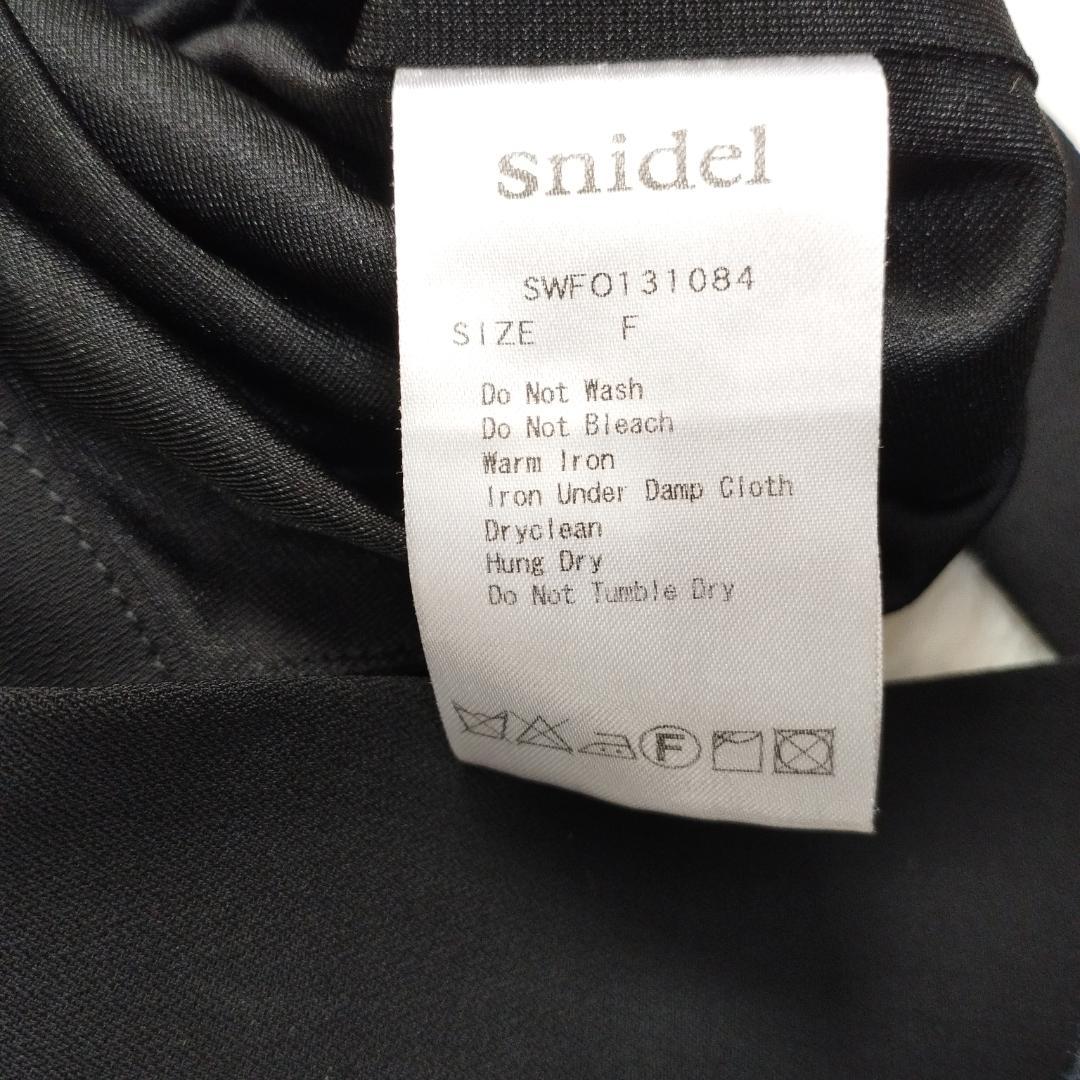 snidel
SWFO131084
SIZE F
Do Not Wash
Do Not Bleach
Warm Iron
Iron Under Damp Cloth
Dryclean
Hung Dry
Do Not Tumble Dry
F